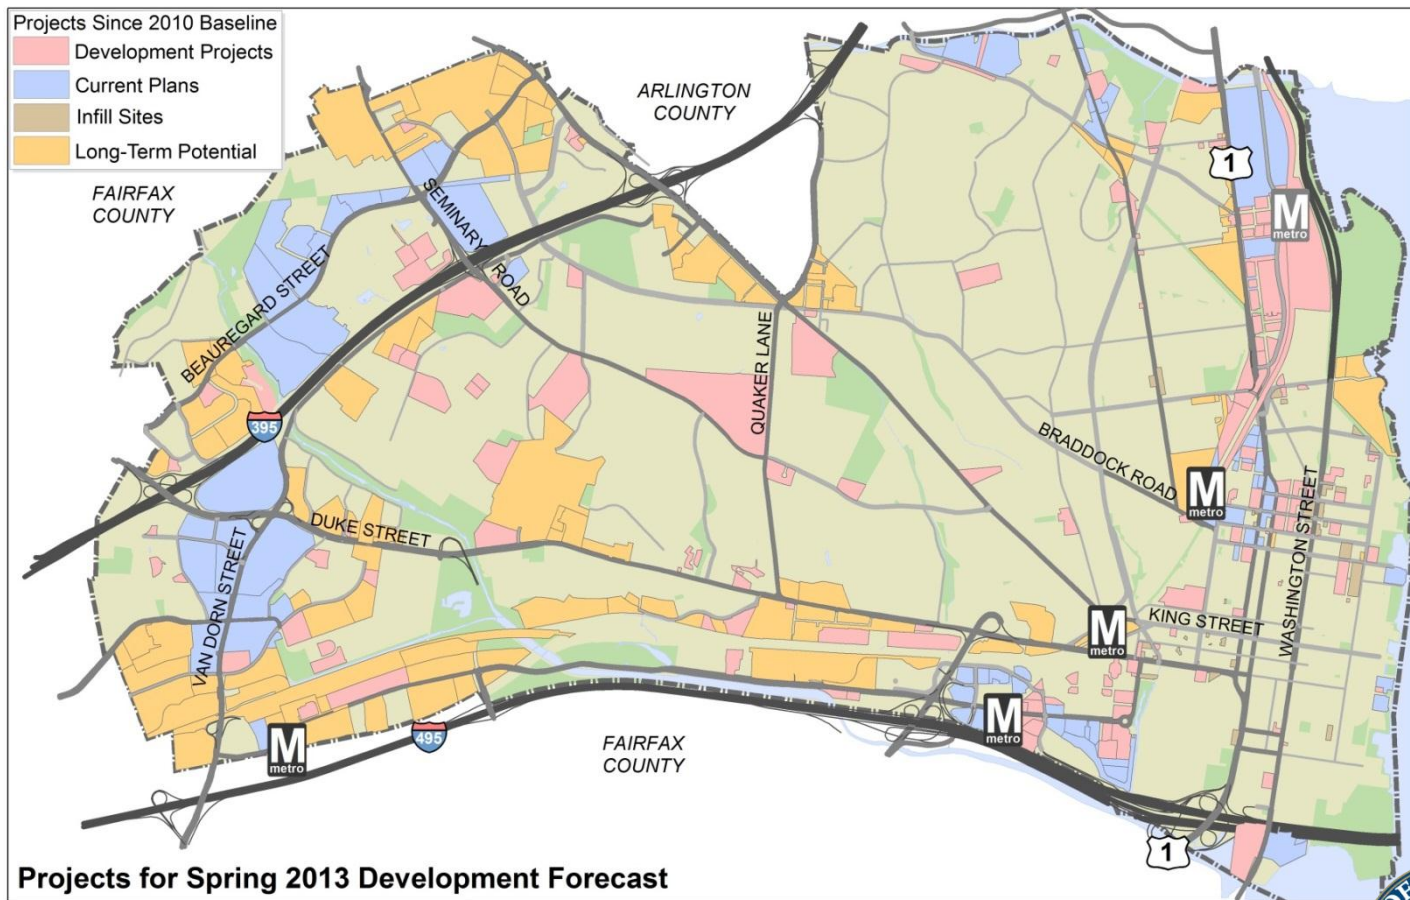 Projects Since 2010 Baseline
Development Projects
Current Plans
Infill Sites
Long-Term Potential
FAIRFAX
COUNTY
ARLINGTON
COUNTY
1
M
metro
SEMINARY ROAD
BEAUREGARD STREET
QUAKER LANE
395
BRADDOCK ROAD
M
metro
WASHINGTON STREET
DUKE STREET
VAN DORN STREET
KING STREET
M
metro
M
metro
M
metro
495
FAIRFAX
COUNTY
1
Projects for Spring 2013 Development Forecast